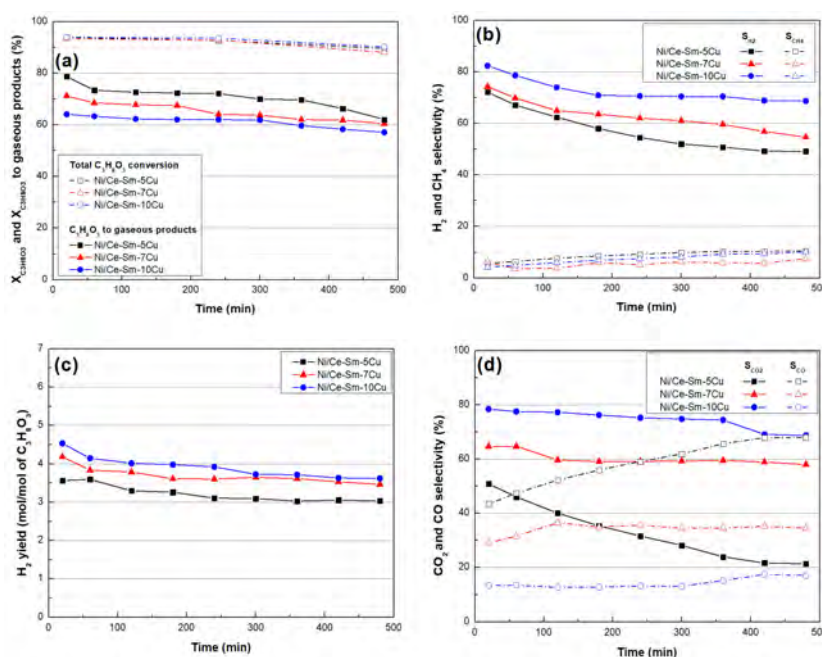 (a)
X_C3H8O3 and X_C3H8O3 to gaseous products (%)
100
80
60
40
20
0
Total C₃H₈O₃ conversion
Ni/Ce-Sm-5Cu
Ni/Ce-Sm-7Cu
Ni/Ce-Sm-10Cu
C₃H₈O₃ to gaseous products
Ni/Ce-Sm-5Cu
Ni/Ce-Sm-7Cu
Ni/Ce-Sm-10Cu
0 100 200 300 400 500
Time (min)
(b)
H₂ and CH₄ selectivity (%)
100
80
60
40
20
0
S_H2 S_CH4
Ni/Ce-Sm-5Cu
Ni/Ce-Sm-7Cu
Ni/Ce-Sm-10Cu
0 100 200 300 400 500
Time (min)
(c)
H₂ yield (mol/mol of C₃H₈O₃)
7
6
5
4
3
2
1
0
Ni/Ce-Sm-5Cu
Ni/Ce-Sm-7Cu
Ni/Ce-Sm-10Cu
0 100 200 300 400 500
Time (min)
(d)
CO₂ and CO selectivity (%)
100
80
60
40
20
0
S_CO2 S_CO
Ni/Ce-Sm-5Cu
Ni/Ce-Sm-7Cu
Ni/Ce-Sm-10Cu
0 100 200 300 400 500
Time (min)